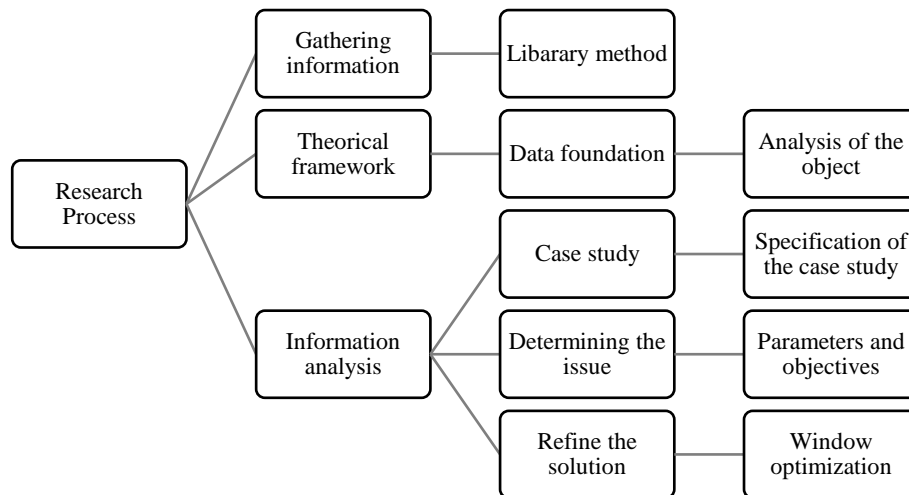 Research
Process
Gathering
information
Libarary method
Theorical
framework
Data foundation
Analysis of the
object
Information
analysis
Case study
Specification of
the case study
Determining the
issue
Parameters and
objectives
Refine the
solution
Window
optimization